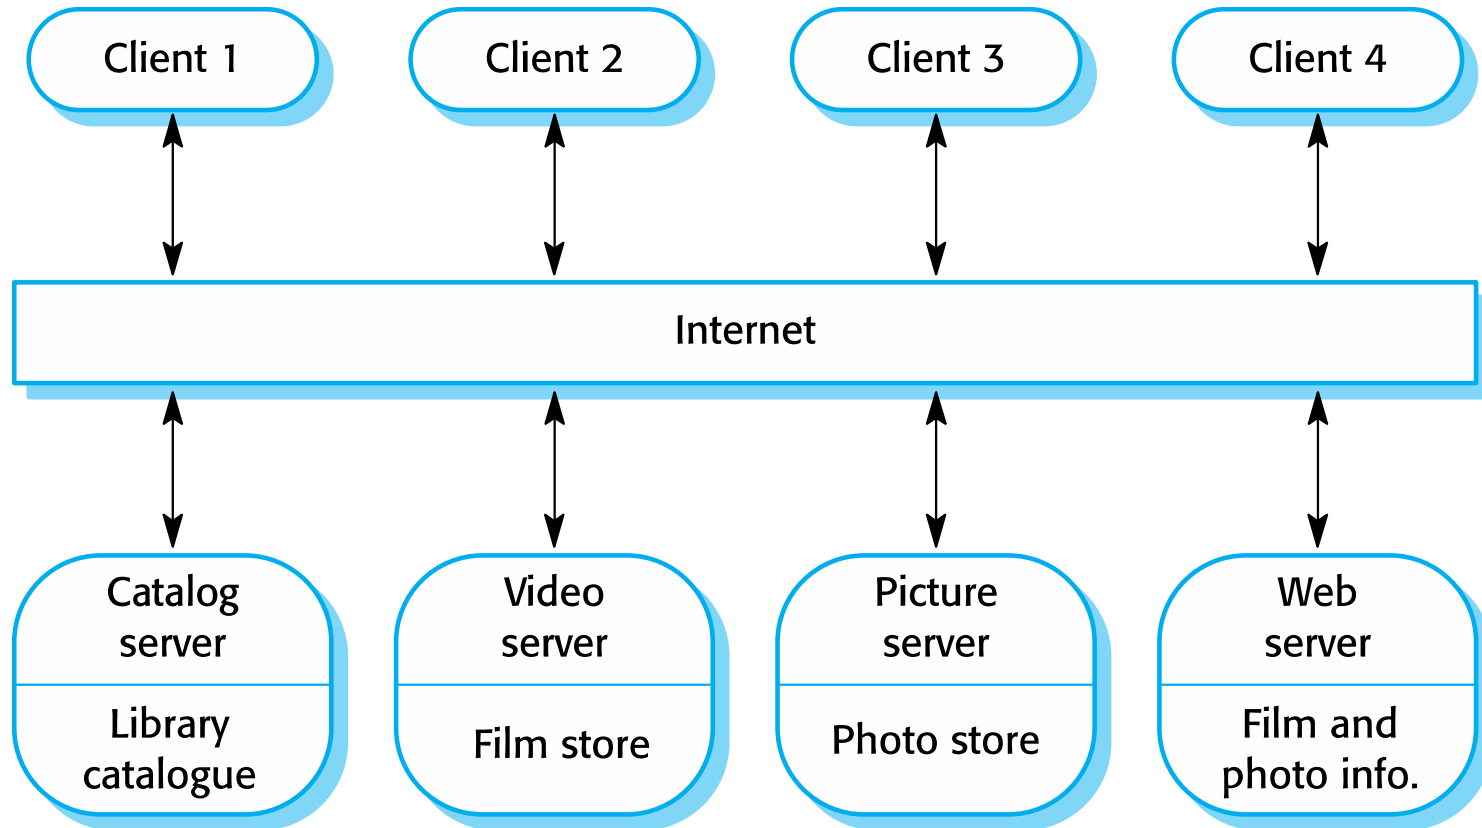 Client 1
Client 2
Client 3
Client 4
Internet
Catalog
server
Library
catalogue
Video
server
Film store
Picture
server
Photo store
Web
server
Film and
photo info.